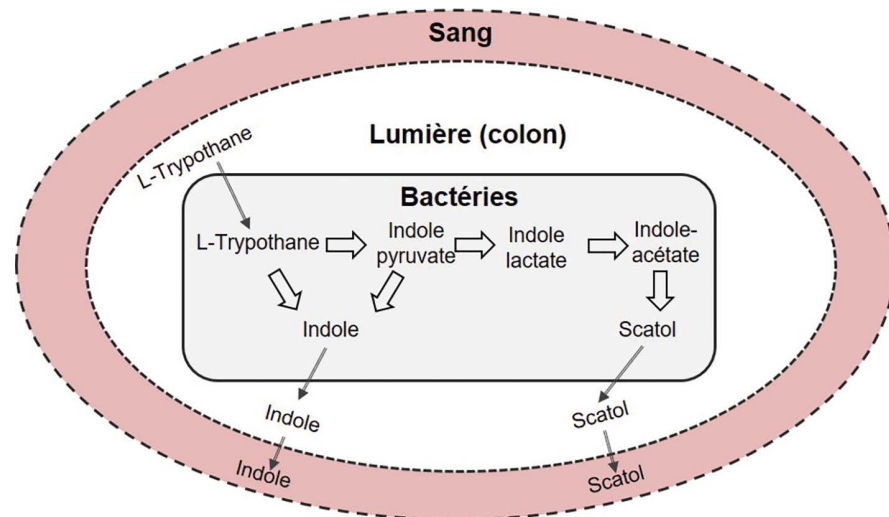 Sang
Lumière (colon)
L-Trypothane
Bactéries
L-Trypothane
Indole
pyruvate
Indole
lactate
Indole-
acétate
Indole
Scatol
Indole
Scatol
Indole
Scatol